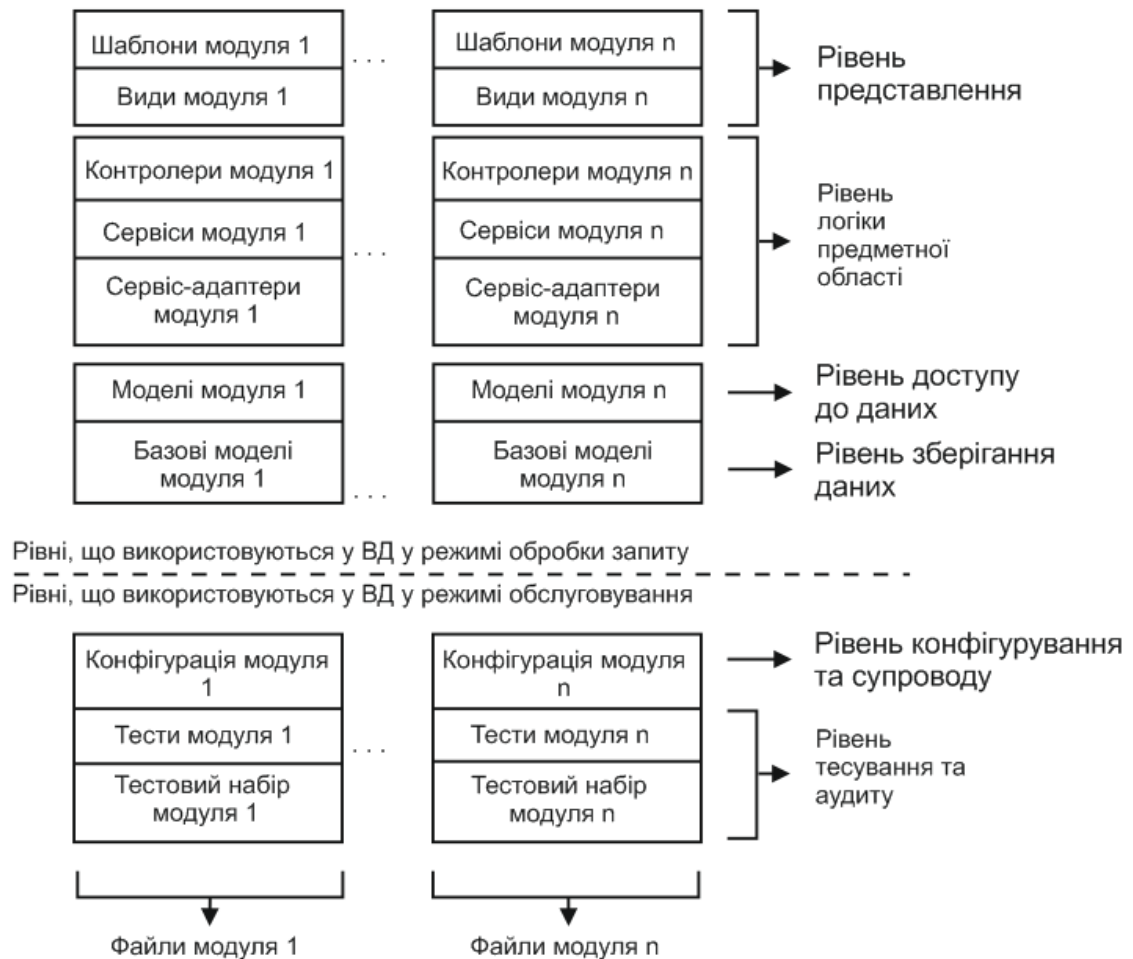 Шаблони модуля 1
. . .
Шаблони модуля n
Види модуля 1
Види модуля n
Рівень
представлення
Контролери модуля 1
Контролери модуля n
Сервіси модуля 1
. . .
Сервіси модуля n
Сервіс-адаптери
модуля 1
Сервіс-адаптери
модуля n
Рівень
логіки
предметної
області
Моделі модуля 1
Моделі модуля n
Рівень доступу
до даних
Базові моделі
модуля 1
. . .
Базові моделі
модуля n
Рівень зберігання
даних
Рівні, що використовуються у ВД у режимі обробки запиту
Рівні, що використовуються у ВД у режимі обслуговування
Конфігурація модуля
1
Конфігурація модуля
n
Рівень конфігурування
та супроводу
Тести модуля 1
. . .
Тести модуля n
Тестовий набір
модуля 1
Тестовий набір
модуля n
Рівень
тесування та
аудиту
Файли модуля 1
Файли модуля n